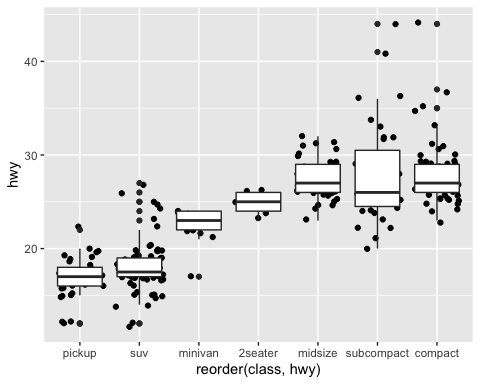 40
30
20
hwy
pickup suv minivan 2seater midsize subcompact compact
reorder(class, hwy)